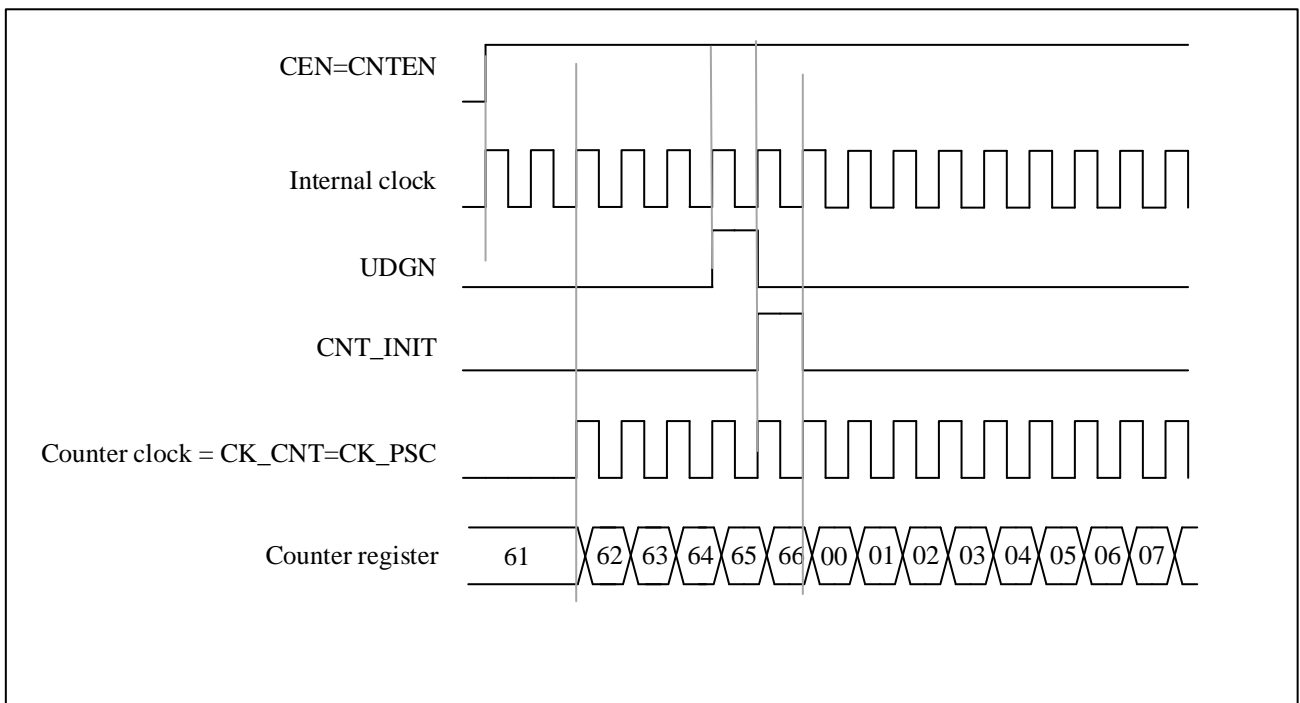 CEN=CNTEN
Internal clock
UDGN
CNT_INIT
Counter clock = CK_CNT=CK_PSC
Counter register 61 62 63 64 65 66 00 01 02 03 04 05 06 07